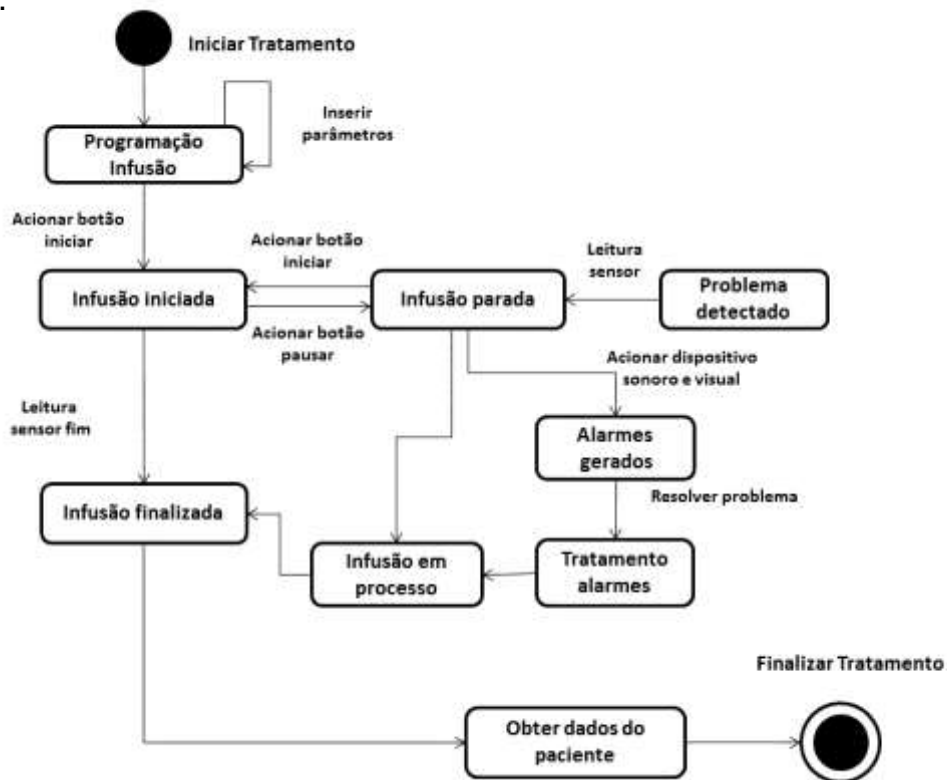 .
Iniciar Tratamento
Inserir
parâmetros
Programação
Infusão
Acionar botão
iniciar
Acionar botão
iniciar
Leitura
sensor
Infusão iniciada
Infusão parada
Problema
detectado
Acionar botão
pausar
Acionar dispositivo
sonoro e visual
Leitura
sensor fim
Alarmes
gerados
Resolver problema
Infusão finalizada
Infusão em
processo
Tratamento
alarmes
Finalizar Tratamento
Obter dados do
paciente